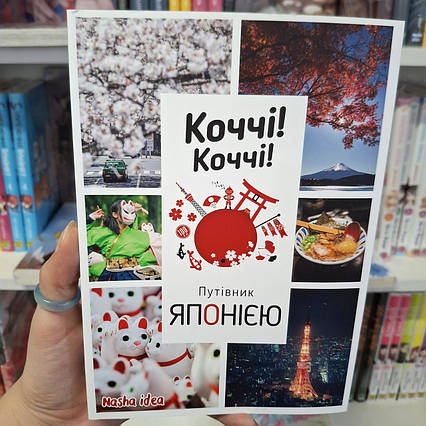 Коччі!
Коччі!
Путівник
ЯПОНІЄЮ
Nasha idea